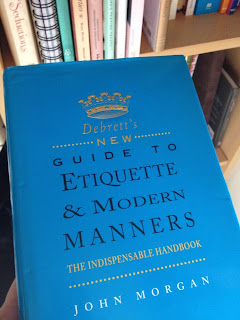 Debrett's
NEW
GUIDE TO
ETIQUETTE
& MODERN
MANNERS
THE INDISPENSABLE HANDBOOK
JOHN MORGAN